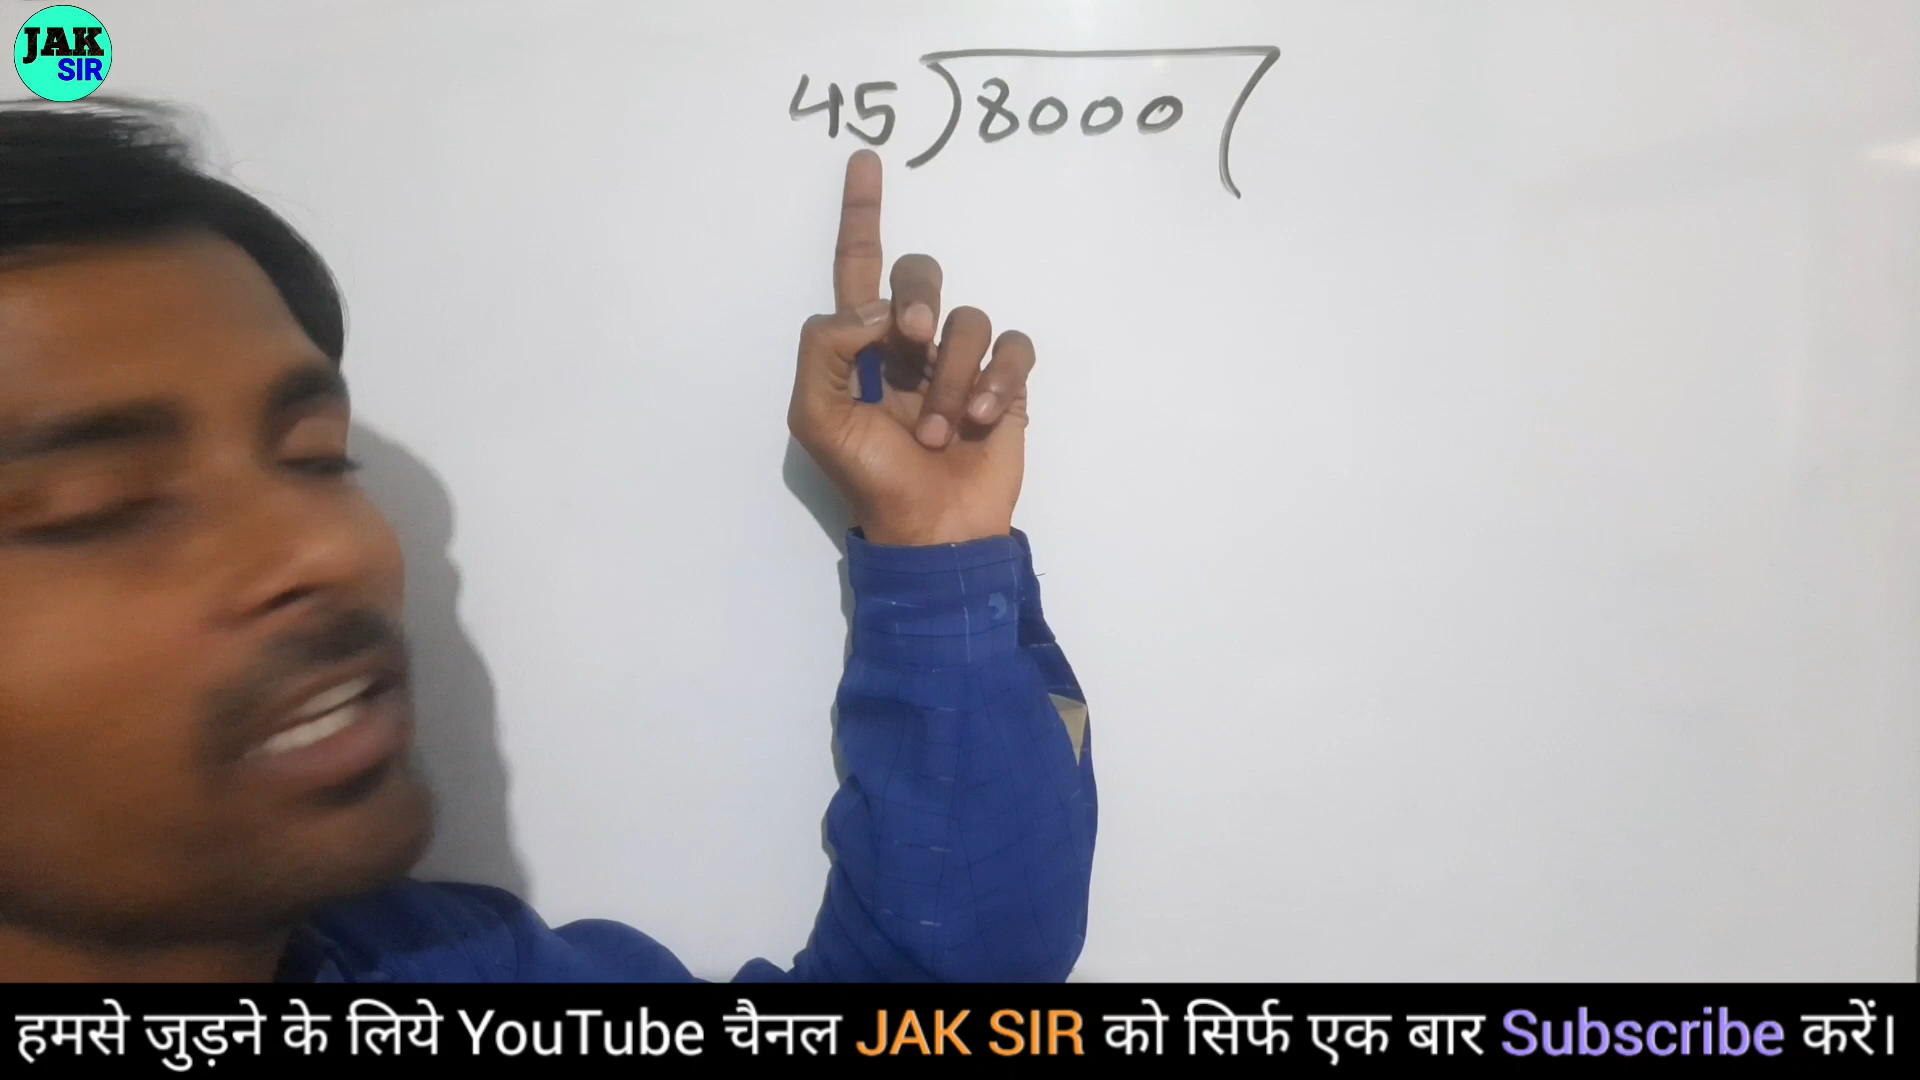 JAK
SIR
45)8000(
हमसे जुड़ने के लिये YouTube चैनल JAK SIR को सिर्फ एक बार Subscribe करें।